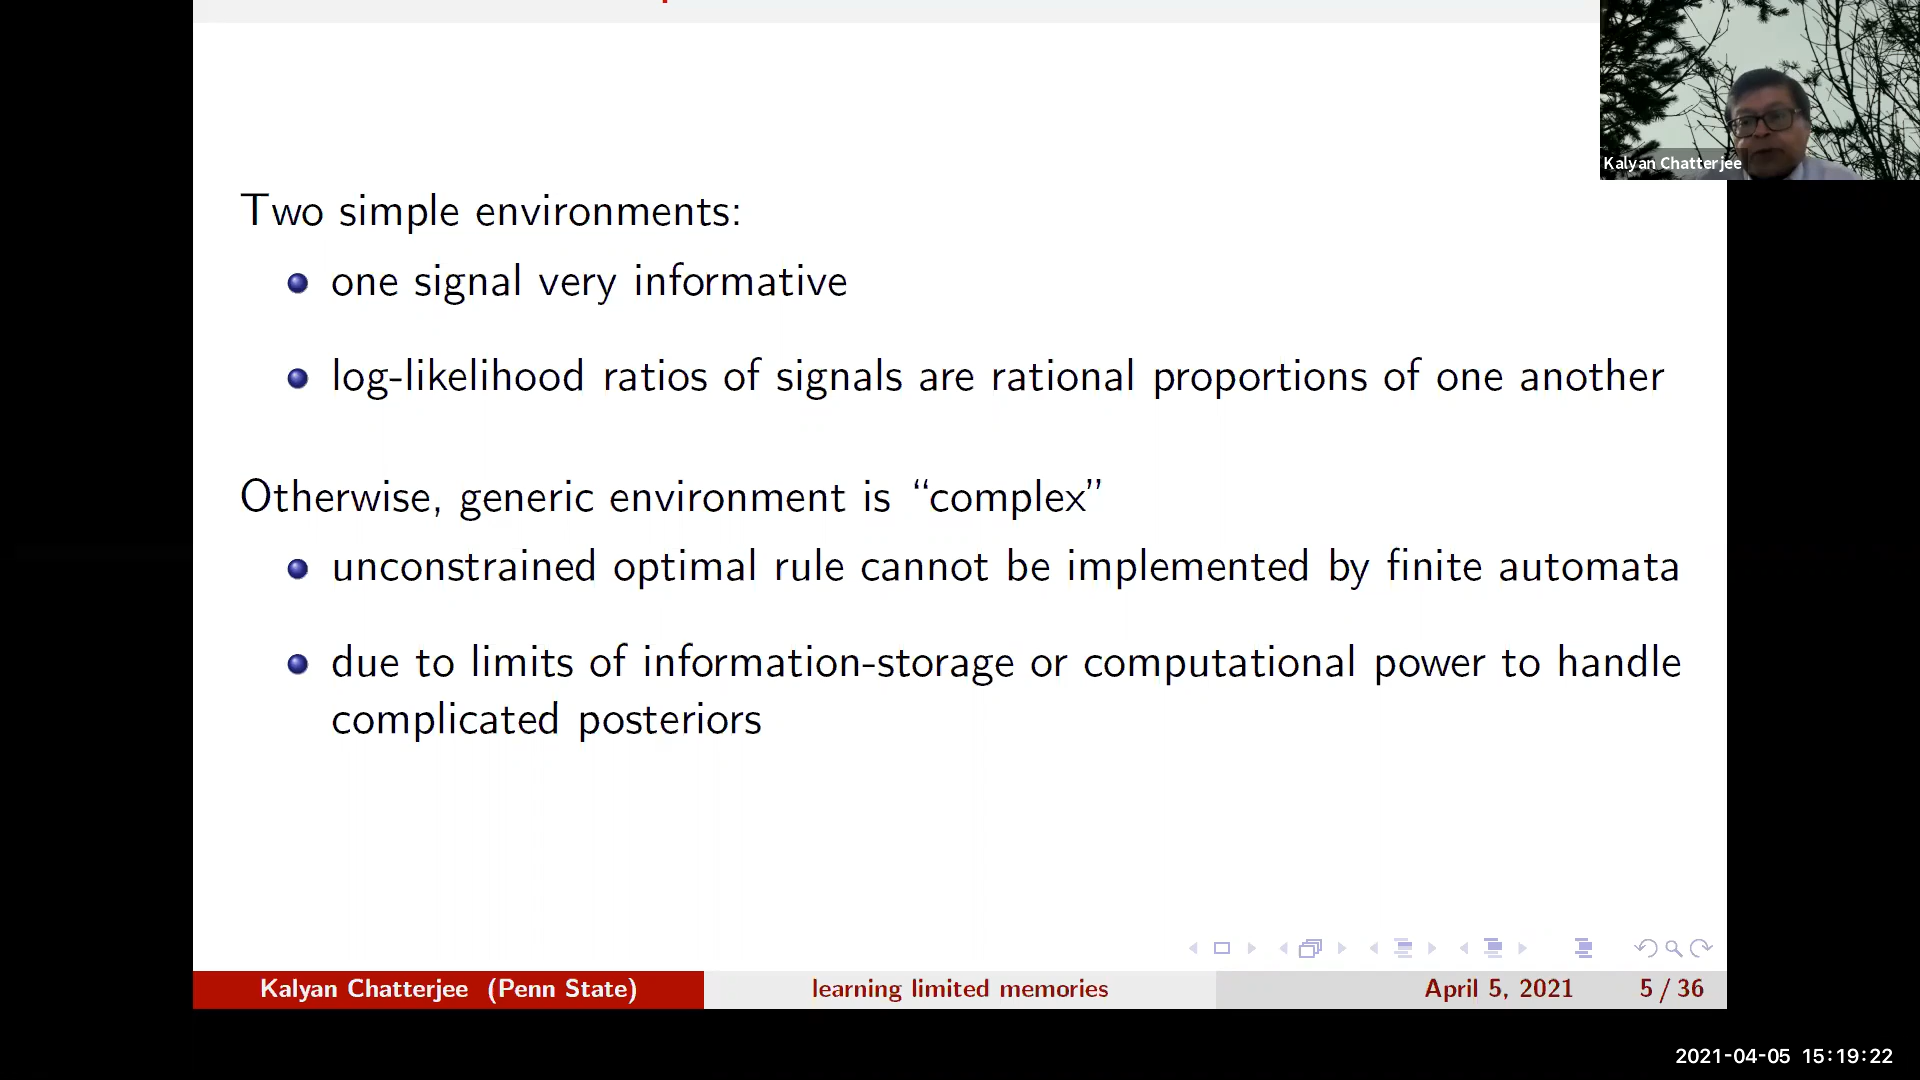 Kalyan Chatterjee
Two simple environments:
one signal very informative
log-likelihood ratios of signals are rational proportions of one another
Otherwise, generic environment is “complex”
unconstrained optimal rule cannot be implemented by finite automata
due to limits of information-storage or computational power to handle
complicated posteriors
Kalyan Chatterjee (Penn State)
learning limited memories
April 5, 2021
5 / 36
2021-04-05 15:19:22